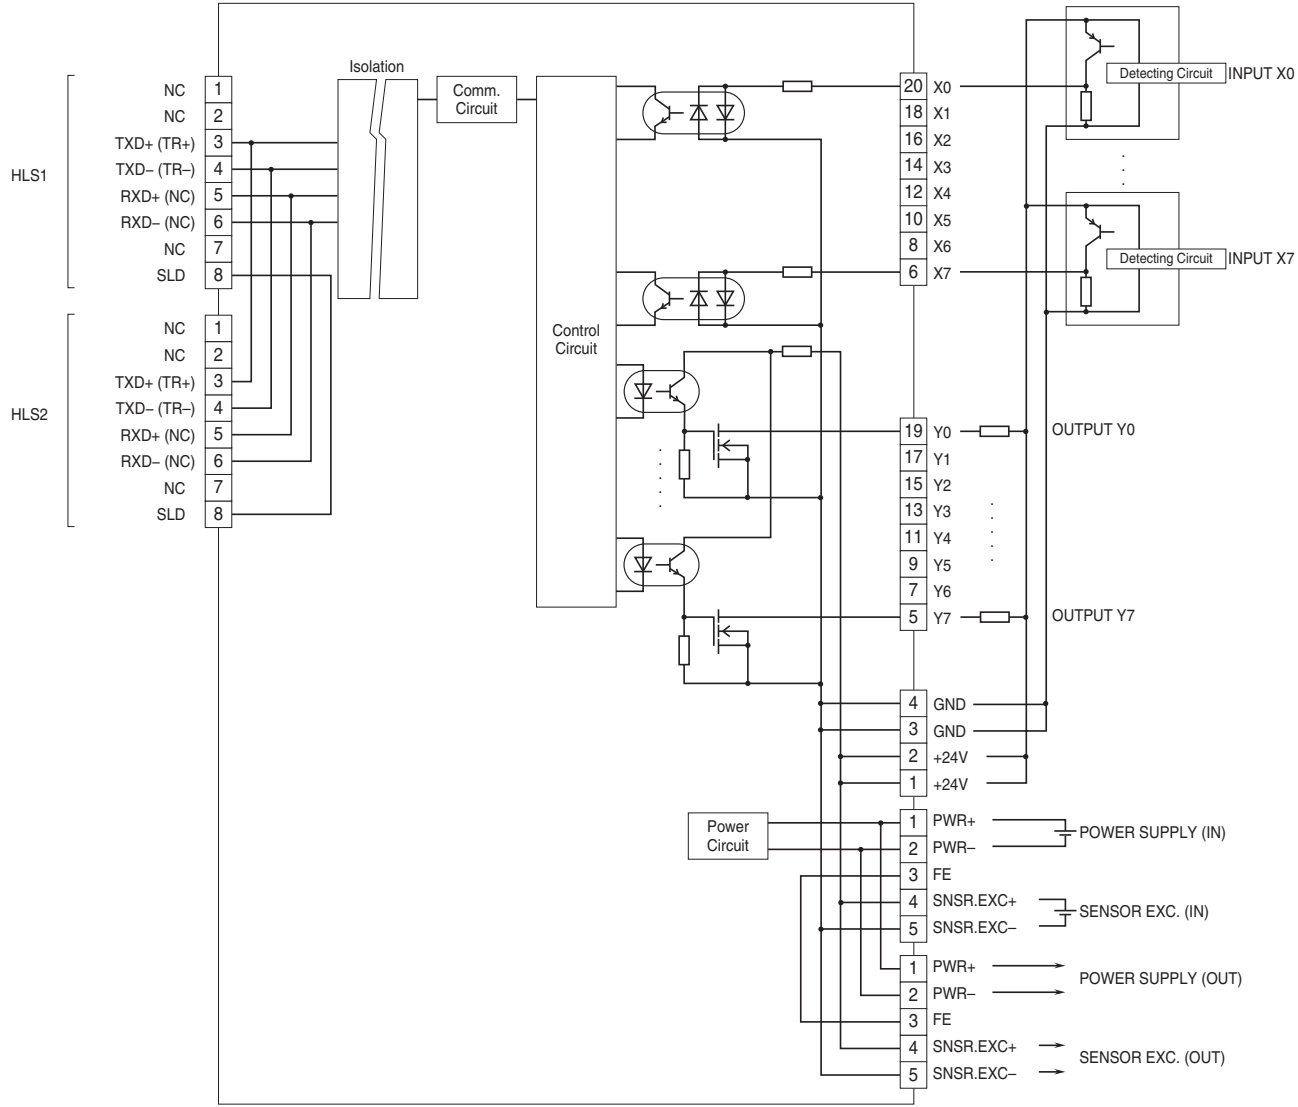 HLS1
NC 1
NC 2
TXD+ (TR+) 3
TXD– (TR–) 4
RXD+ (NC) 5
RXD– (NC) 6
NC 7
SLD 8
HLS2
NC 1
NC 2
TXD+ (TR+) 3
TXD– (TR–) 4
RXD+ (NC) 5
RXD– (NC) 6
NC 7
SLD 8
Isolation
Comm.
Circuit
Control
Circuit
Power
Circuit
20 X0
18 X1
16 X2
14 X3
12 X4
10 X5
8 X6
6 X7
19 Y0
17 Y1
15 Y2
13 Y3
11 Y4
9 Y5
7 Y6
5 Y7
4 GND
3 GND
2 +24V
1 +24V
1 PWR+
2 PWR–
3 FE
4 SNSR.EXC+
5 SNSR.EXC–
1 PWR+
2 PWR–
3 FE
4 SNSR.EXC+
5 SNSR.EXC–
Detecting Circuit INPUT X0
Detecting Circuit INPUT X7
OUTPUT Y0
OUTPUT Y7
POWER SUPPLY (IN)
SENSOR EXC. (IN)
POWER SUPPLY (OUT)
SENSOR EXC. (OUT)